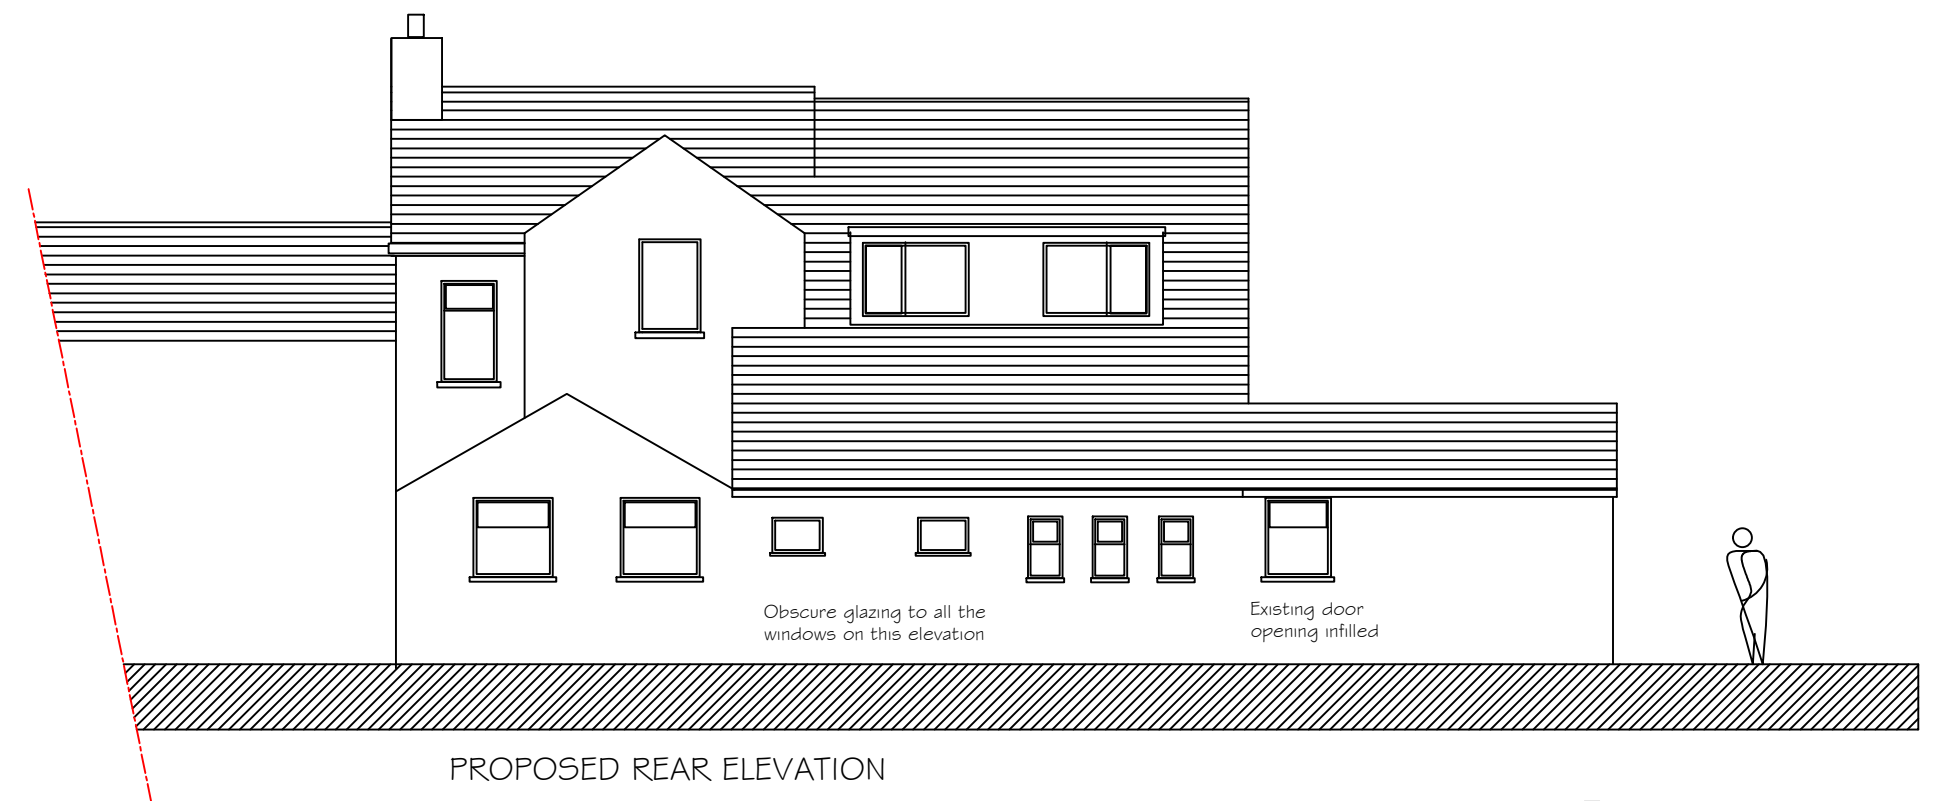 Obscure glazing to all the
windows on this elevation
Existing door
opening infilled
PROPOSED REAR ELEVATION